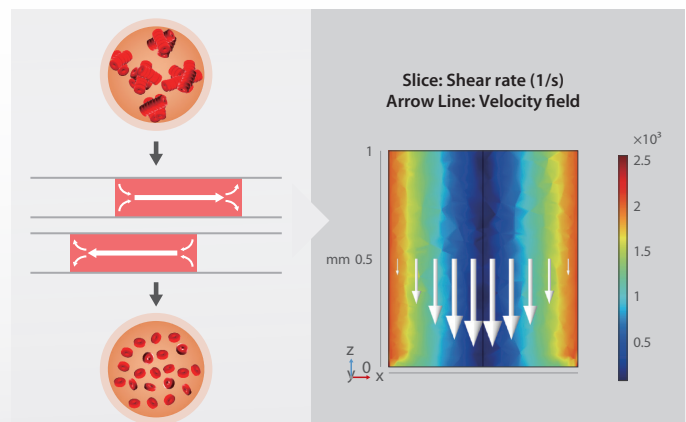 Slice: Shear rate (1/s)
Arrow Line: Velocity field
×10³
1
2.5
2
mm 0.5
1.5
1
0.5
z
0
y x